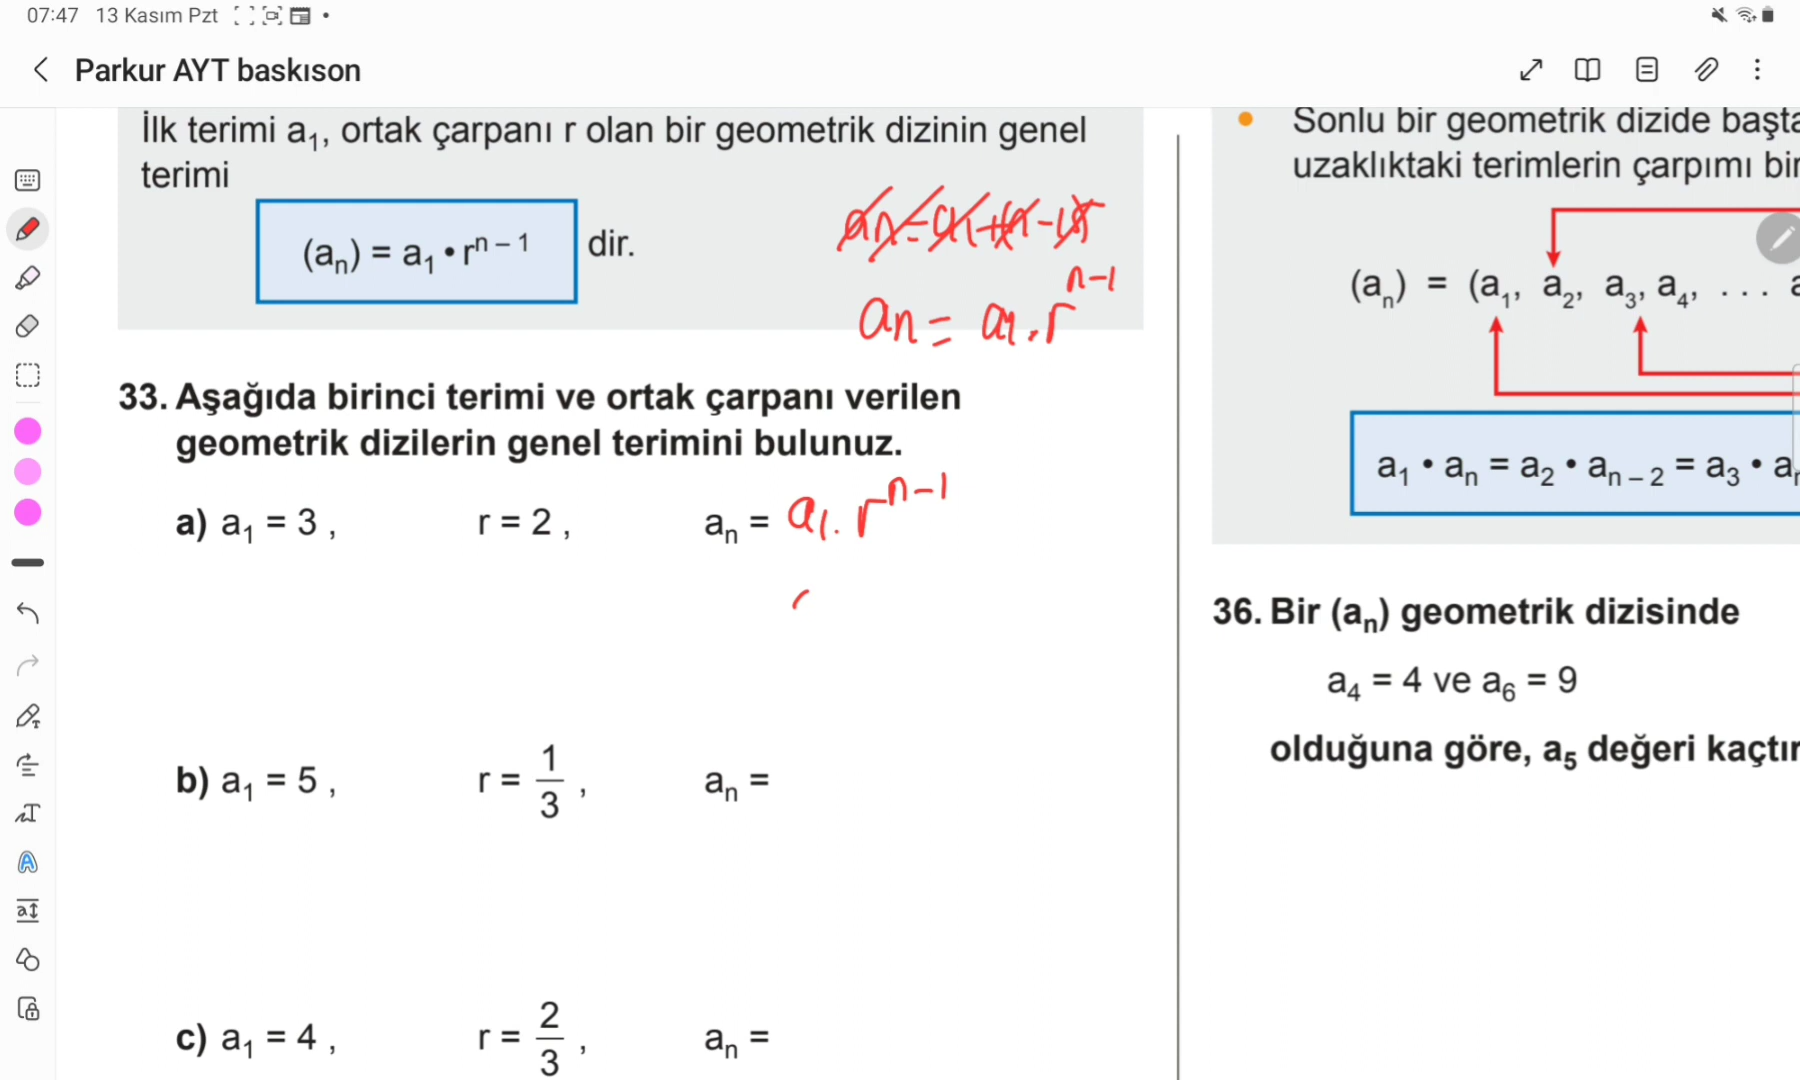 07:47 13 Kasım Pzt
Parkur AYT baskıson
İlk terimi a₁, ortak çarpanı r olan bir geometrik dizinin genel
terimi
(aₙ) = a₁ • rⁿ⁻¹ dir.
an = a1 + (n-1)
an = a1 . rⁿ⁻¹
33. Aşağıda birinci terimi ve ortak çarpanı verilen
geometrik dizilerin genel terimini bulunuz.
a) a₁ = 3 , r = 2 , aₙ = a1 . rⁿ⁻¹
b) a₁ = 5 , r = 1/3 , aₙ =
c) a₁ = 4 , r = 2/3 , aₙ =
Sonlu bir geometrik dizide
uzaklıktaki terimlerin çarpımı
(aₙ) = (a₁, a₂, a₃, a₄, . . .
a₁ • aₙ = a₂ • aₙ₋₂ = a₃ •
36. Bir (aₙ) geometrik dizisinde
a₄ = 4 ve a₆ = 9
olduğuna göre, a₅ değeri kaçtır